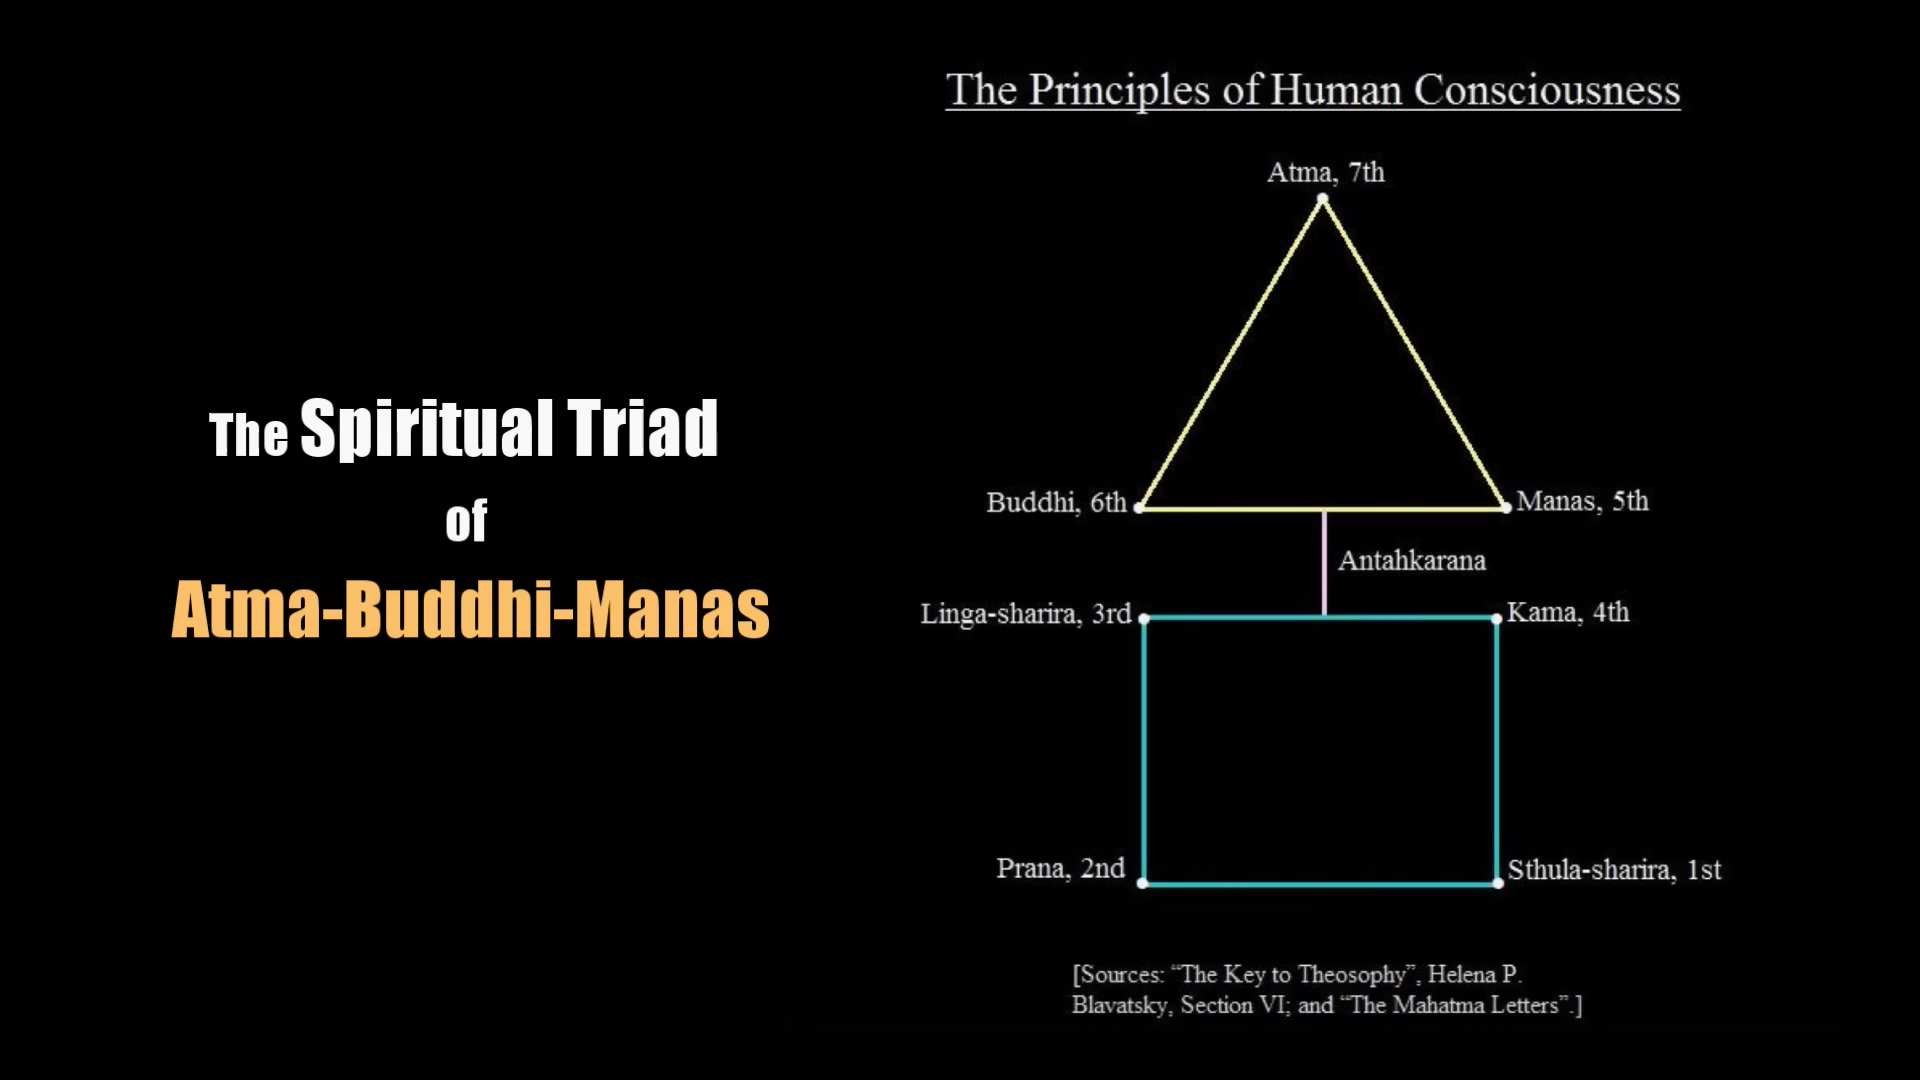 The Spiritual Triad
of
Atma-Buddhi-Manas
The Principles of Human Consciousness
Atma, 7th
Buddhi, 6th
Manas, 5th
Antahkarana
Linga-sharira, 3rd
Kama, 4th
Prana, 2nd
Sthula-sharira, 1st
[Sources: “The Key to Theosophy”, Helena P.
Blavatsky, Section VI; and “The Mahatma Letters”.]